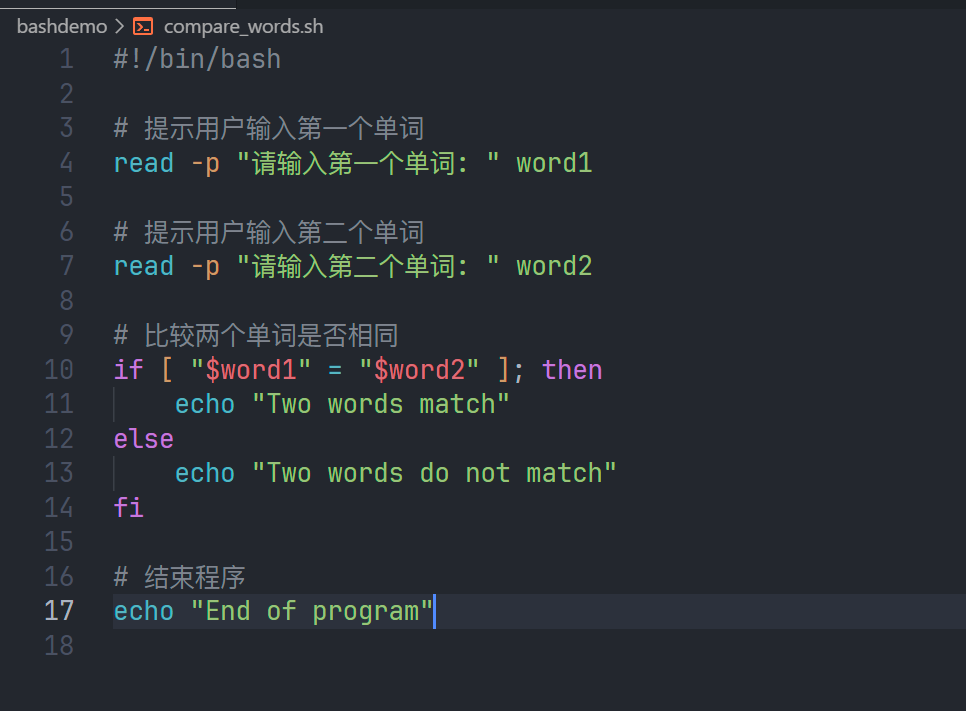 bashdemo > compare_words.sh
1 #!/bin/bash
2
3 # 提示用户输入第一个单词
4 read -p "请输入第一个单词: " word1
5
6 # 提示用户输入第二个单词
7 read -p "请输入第二个单词: " word2
8
9 # 比较两个单词是否相同
10 if [ "$word1" = "$word2" ]; then
11     echo "Two words match"
12 else
13     echo "Two words do not match"
14 fi
15
16 # 结束程序
17 echo "End of program"
18